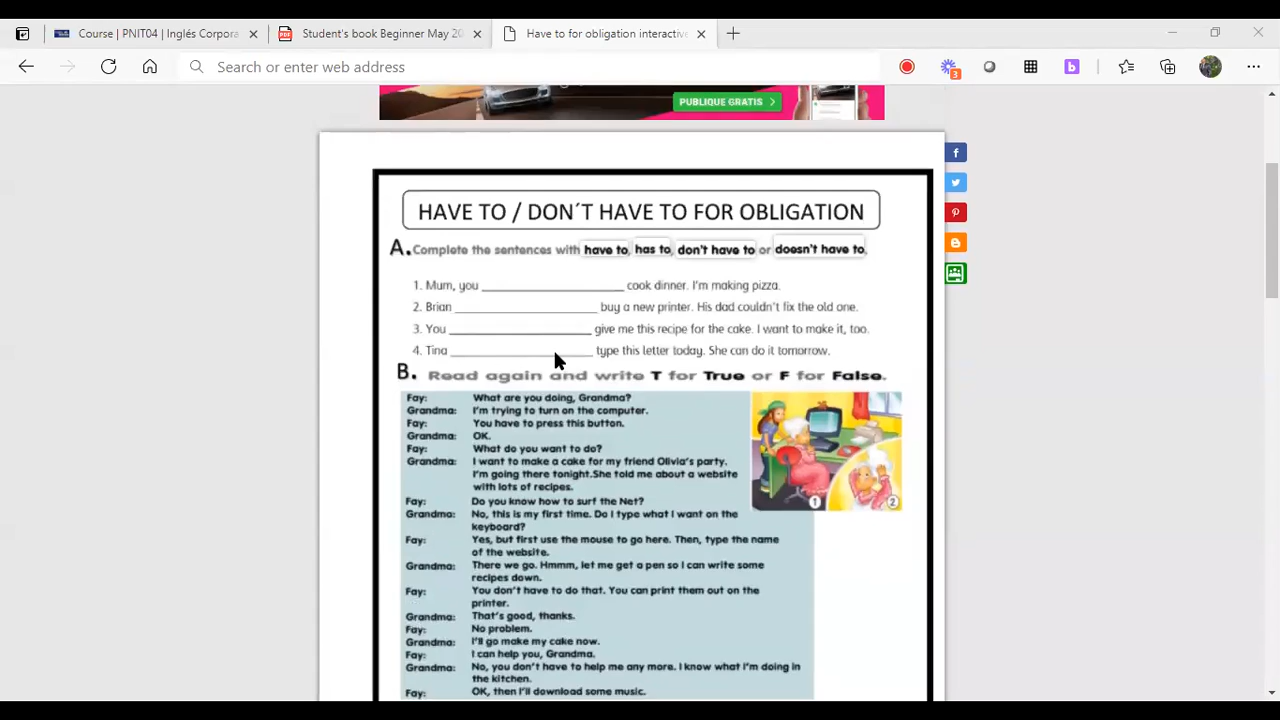 Course | PNIT04 | Inglés Corpora
Student's book Beginner May 20
Have to for obligation interactive
Search or enter web address
3
PUBLIQUE GRATIS >
HAVE TO / DON´T HAVE TO FOR OBLIGATION
A. Complete the sentences with have to, has to, don't have to or doesn't have to.
1. Mum, you ____________ cook dinner. I'm making pizza.
2. Brian ____________ buy a new printer. His dad couldn't fix the old one.
3. You ____________ give me this recipe for the cake. I want to make it, too.
4. Tina ____________ type this letter today. She can do it tomorrow.
B. Read again and write T for True or F for False.
Fay: What are you doing, Grandma?
Grandma: I'm trying to turn on the computer.
Fay: You have to press this button.
Grandma: OK.
Fay: What do you want to do?
Grandma: I want to make a cake for my friend Olivia's party.
I'm going there tonight.She told me about a website
with lots of recipes.
Fay: Do you know how to surf the Net?
Grandma: No, this is my first time. Do I type what I want on the
keyboard?
Fay: Yes, but first use the mouse to go here. Then, type the name
of the website.
Grandma: There we go. Hmmm, let me get a pen so I can write some
recipes down.
Fay: You don't have to do that. You can print them out on the
printer.
Grandma: That's good, thanks.
Fay: No problem.
Grandma: I'll go make my cake now.
Fay: I can help you, Grandma.
Grandma: No, you don't have to help me any more. I know what I'm doing in
the kitchen.
Fay: OK, then I'll download some music.
1
2